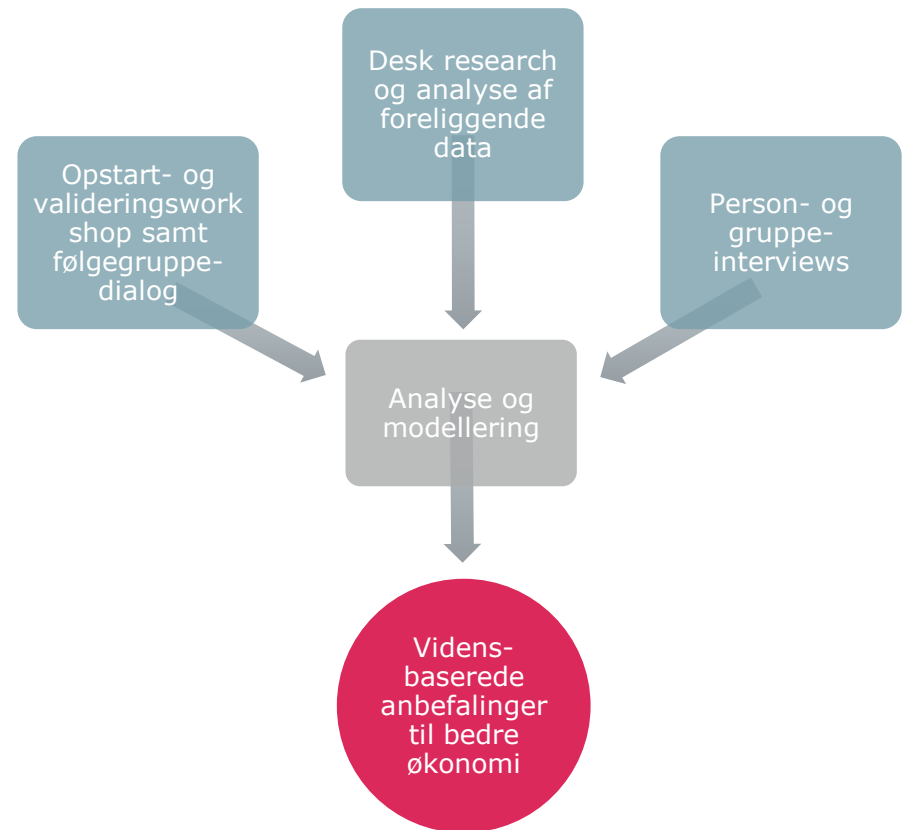 Desk research
og analyse af
foreliggende
data
Opstart- og
valideringswork
shop samt
følgegruppe-
dialog
Person- og
gruppe-
interviews
Analyse og
modellering
Videns-
baserede
anbefalinger
til bedre
økonomi